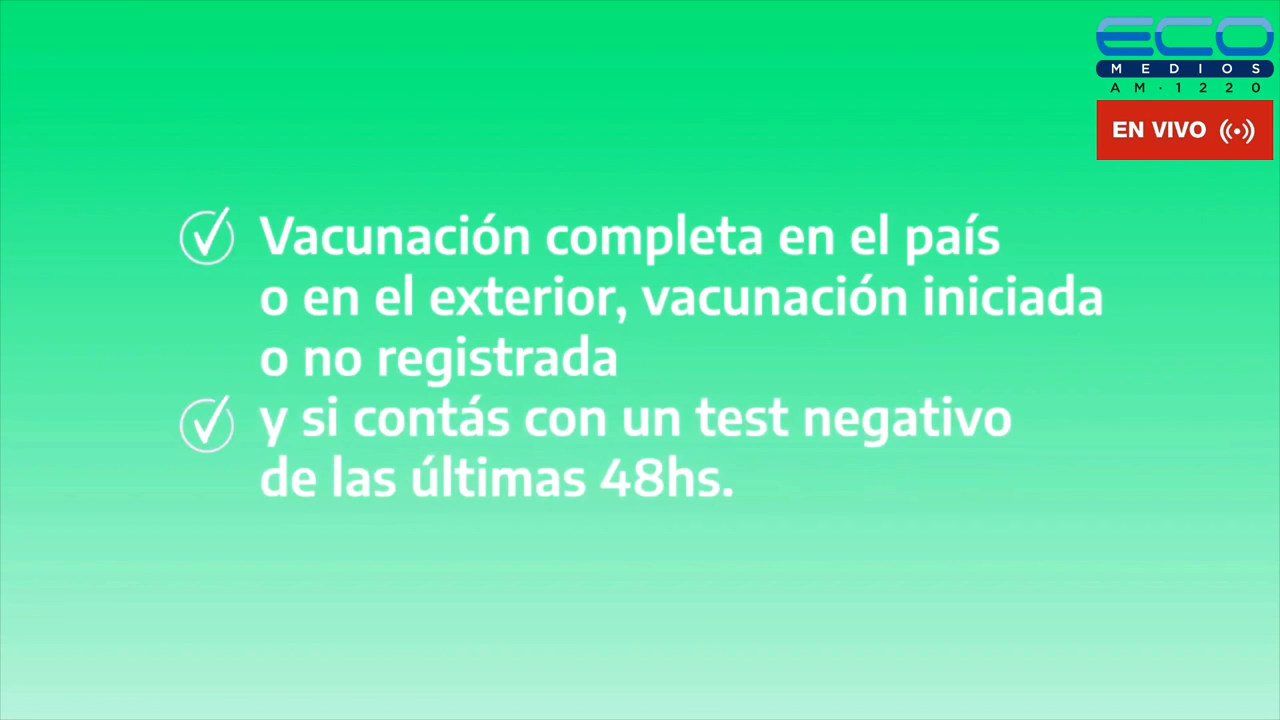 ECO
MEDIOS
AM·1220
EN VIVO
Vacunación completa en el país
o en el exterior, vacunación iniciada
o no registrada
y si contás con un test negativo
de las últimas 48hs.